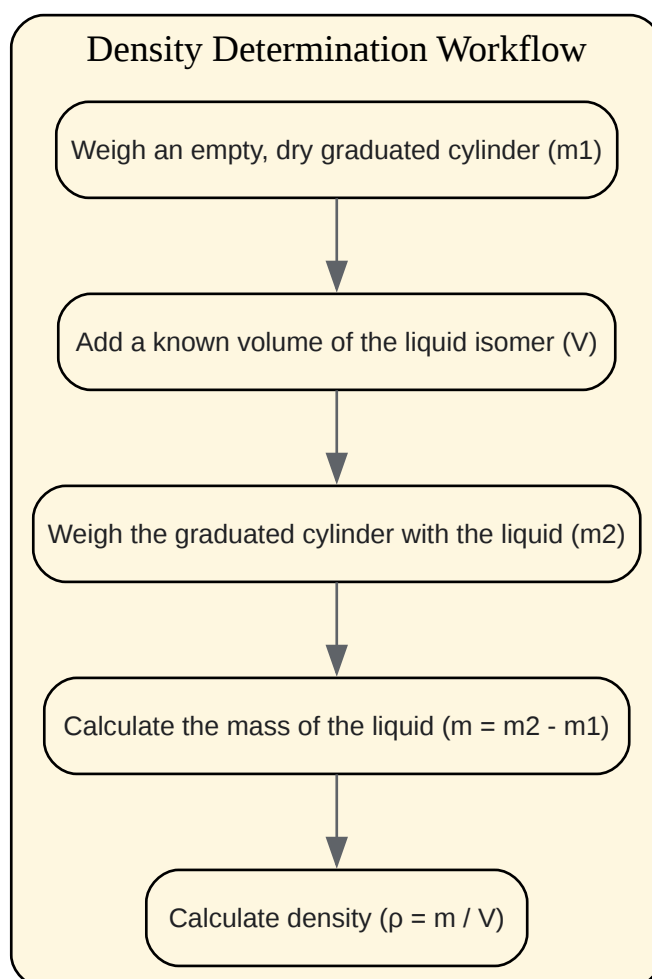 Density Determination Workflow
Weigh an empty, dry graduated cylinder (m1)
Add a known volume of the liquid isomer (V)
Weigh the graduated cylinder with the liquid (m2)
Calculate the mass of the liquid (m = m2 - m1)
Calculate density (ρ = m / V)